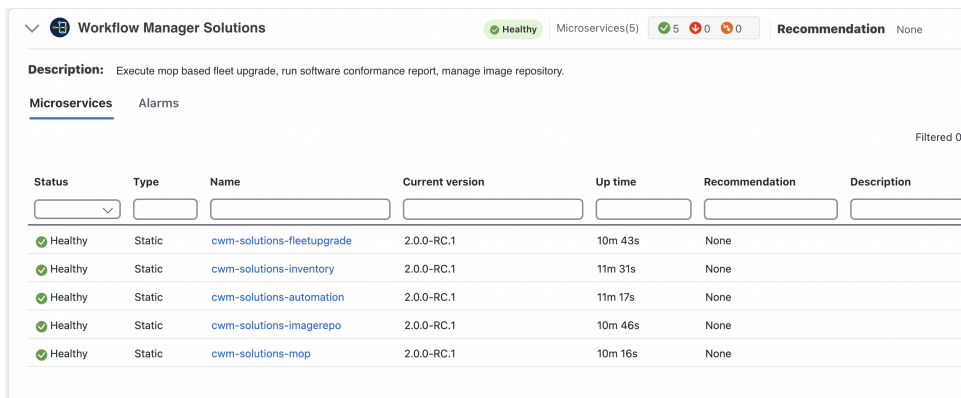 Workflow Manager Solutions Healthy Microservices(5) 5 0 0 Recommendation None
Description: Execute mop based fleet upgrade, run software conformance report, manage image repository.
Microservices Alarms
Filtered 0
Status Type Name Current version Up time Recommendation Description
Healthy Static cwm-solutions-fleetupgrade 2.0.0-RC.1 10m 43s None
Healthy Static cwm-solutions-inventory 2.0.0-RC.1 11m 31s None
Healthy Static cwm-solutions-automation 2.0.0-RC.1 11m 17s None
Healthy Static cwm-solutions-imagerepo 2.0.0-RC.1 10m 46s None
Healthy Static cwm-solutions-mop 2.0.0-RC.1 10m 16s None